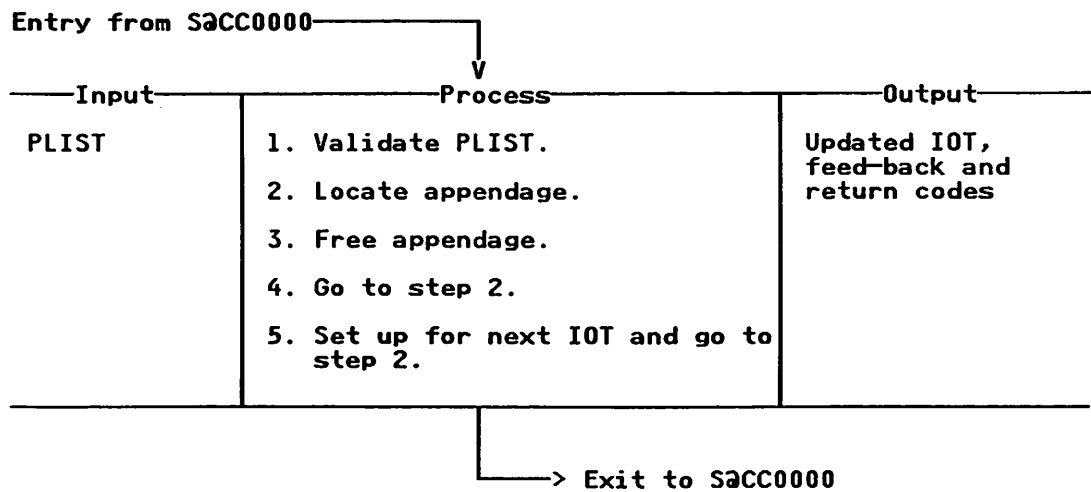 Entry from S@CC0000
Input Process Output
PLIST
1. Validate PLIST.
2. Locate appendage.
3. Free appendage.
4. Go to step 2.
5. Set up for next IOT and go to
step 2.
Updated IOT,
feed-back and
return codes
Exit to S@CC0000